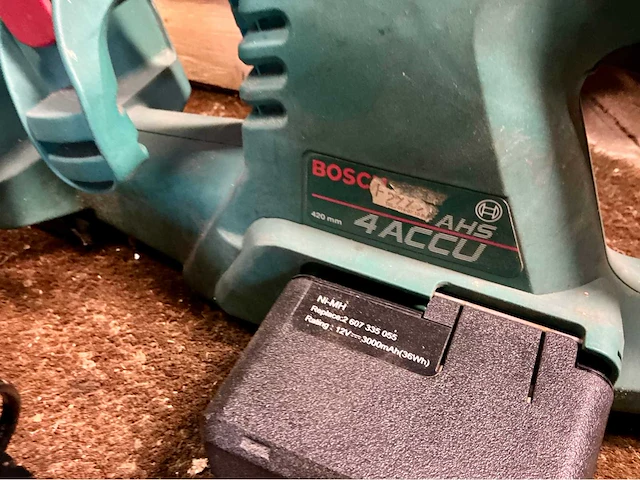 BOSCH
AHS
420 mm
4 ACCU
Ni-MH
Replace:2 607 335 055
Rating : 12V⎓3000mAh(36Wh)